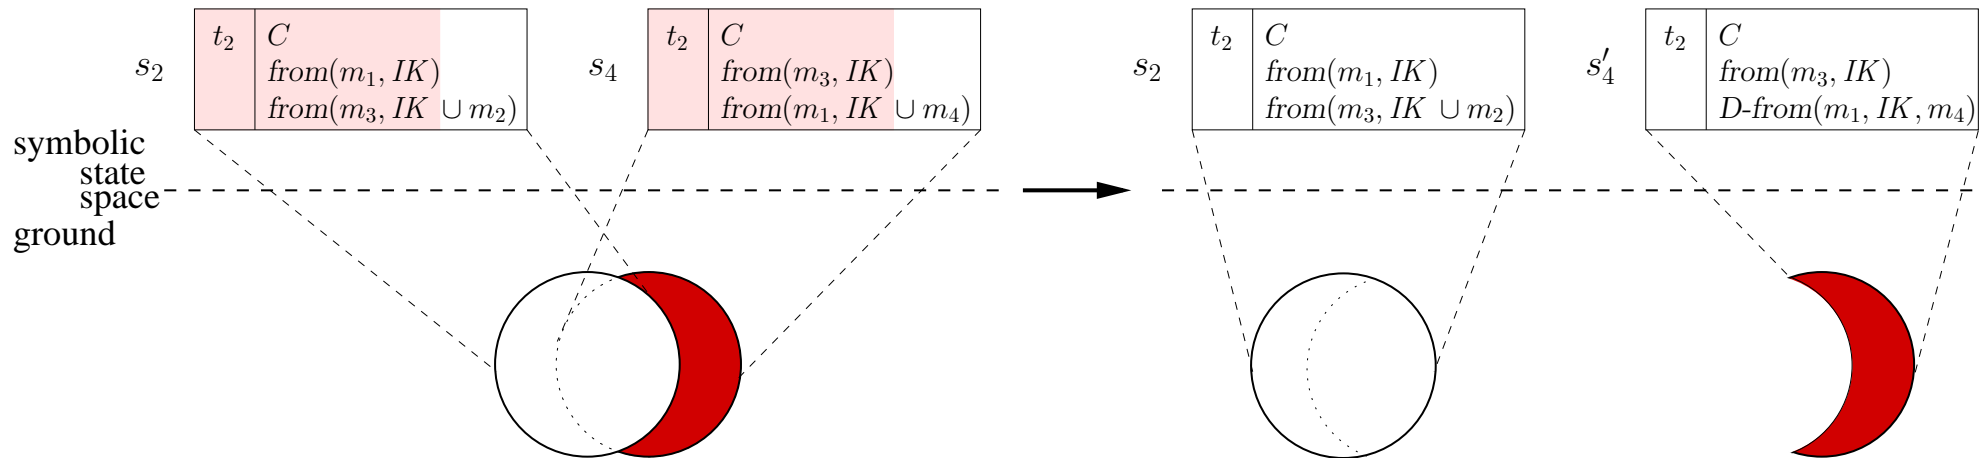 s₂ t₂ C
from(m₁, IK)
from(m₃, IK ∪ m₂)
s₄ t₂ C
from(m₃, IK)
from(m₁, IK ∪ m₄)
s₂ t₂ C
from(m₁, IK)
from(m₃, IK ∪ m₂)
s′₄ t₂ C
from(m₃, IK)
D-from(m₁, IK, m₄)
symbolic
state
space
ground